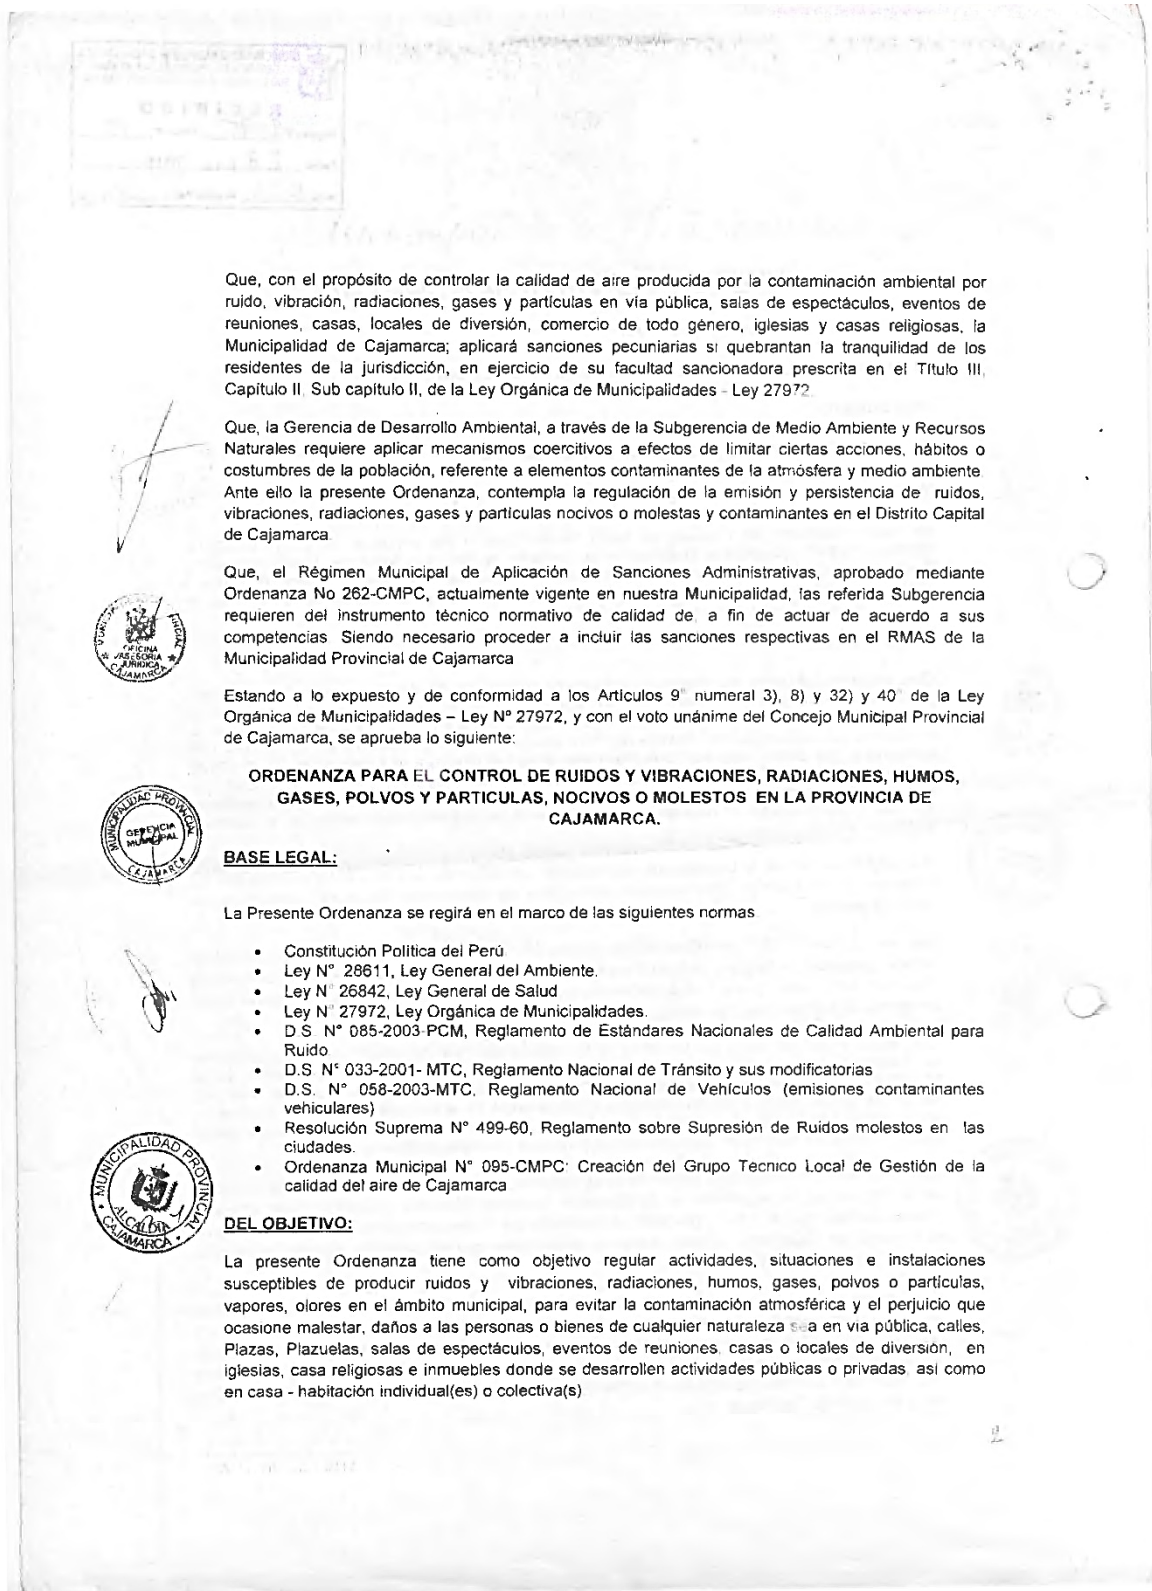 Que, con el propósito de controlar la calidad de aire producida por la contaminación ambiental por
ruido, vibración, radiaciones, gases y partículas en vía pública, salas de espectáculos, eventos de
reuniones, casas, locales de diversión, comercio de todo género, iglesias y casas religiosas, la
Municipalidad de Cajamarca; aplicará sanciones pecuniarias si quebrantan la tranquilidad de los
residentes de la jurisdicción, en ejercicio de su facultad sancionadora prescrita en el Título III,
Capítulo II, Sub capítulo II, de la Ley Orgánica de Municipalidades - Ley 27972
Que, la Gerencia de Desarrollo Ambiental, a través de la Subgerencia de Medio Ambiente y Recursos
Naturales requiere aplicar mecanismos coercitivos a efectos de limitar ciertas acciones, hábitos o
costumbres de la población, referente a elementos contaminantes de la atmósfera y medio ambiente
Ante ello la presente Ordenanza, contempla la regulación de la emisión y persistencia de ruidos,
vibraciones, radiaciones, gases y partículas nocivos o molestas y contaminantes en el Distrito Capital
de Cajamarca
Que, el Régimen Municipal de Aplicación de Sanciones Administrativas, aprobado mediante
Ordenanza No 262-CMPC, actualmente vigente en nuestra Municipalidad, las referida Subgerencia
requieren del instrumento técnico normativo de calidad de, a fin de actuar de acuerdo a sus
competencias Siendo necesario proceder a incluir las sanciones respectivas en el RMAS de la
Municipalidad Provincial de Cajamarca
OFICINA
ASESORIA
JURIDICA
CAJAMARCA
Estando a lo expuesto y de conformidad a los Artículos 9° numeral 3), 8) y 32) y 40° de la Ley
Orgánica de Municipalidades – Ley N° 27972, y con el voto unánime del Concejo Municipal Provincial
de Cajamarca, se aprueba lo siguiente:
ORDENANZA PARA EL CONTROL DE RUIDOS Y VIBRACIONES, RADIACIONES, HUMOS,
GASES, POLVOS Y PARTICULAS, NOCIVOS O MOLESTOS EN LA PROVINCIA DE
CAJAMARCA.
MUNICIPALIDAD PROVINCIAL
GERENCIA
MUNICIPAL
CAJAMARCA
BASE LEGAL:
La Presente Ordenanza se regirá en el marco de las siguientes normas
• Constitución Política del Perú
• Ley N° 28611, Ley General del Ambiente.
• Ley N° 26842, Ley General de Salud
• Ley N° 27972, Ley Orgánica de Municipalidades.
• D.S. N° 085-2003-PCM, Reglamento de Estándares Nacionales de Calidad Ambiental para
Ruido
• D.S. N° 033-2001- MTC, Reglamento Nacional de Tránsito y sus modificatorias
• D.S. N° 058-2003-MTC, Reglamento Nacional de Vehículos (emisiones contaminantes
vehiculares)
• Resolución Suprema N° 499-60, Reglamento sobre Supresión de Ruidos molestos en las
ciudades.
• Ordenanza Municipal N° 095-CMPC: Creación del Grupo Tecnico Local de Gestión de la
calidad del aire de Cajamarca
MUNICIPALIDAD PROVINCIAL
ALCALDIA
CAJAMARCA
DEL OBJETIVO:
La presente Ordenanza tiene como objetivo regular actividades, situaciones e instalaciones
susceptibles de producir ruidos y vibraciones, radiaciones, humos, gases, polvos o partículas,
vapores, olores en el ámbito municipal, para evitar la contaminación atmosférica y el perjuicio que
ocasione malestar, daños a las personas o bienes de cualquier naturaleza sea en vía pública, calles,
Plazas, Plazuelas, salas de espectáculos, eventos de reuniones, casas o locales de diversión, en
iglesias, casa religiosas e inmuebles donde se desarrollen actividades públicas o privadas, así como
en casa - habitación individual(es) o colectiva(s)
2